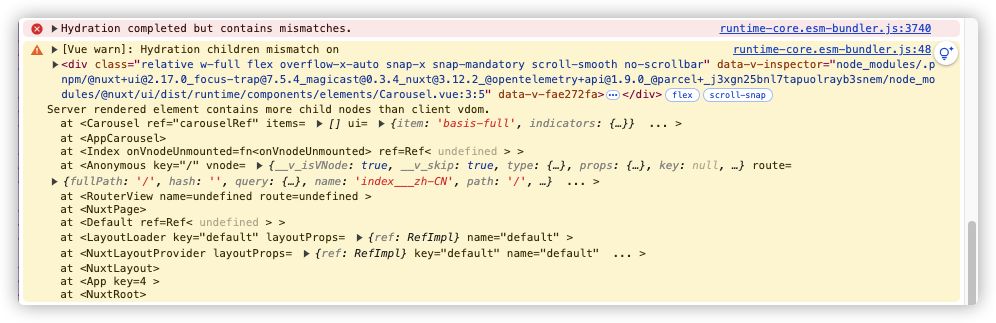 Hydration completed but contains mismatches. runtime-core.esm-bundler.js:3740
[Vue warn]: Hydration children mismatch on runtime-core.esm-bundler.js:48
<div class="relative w-full flex overflow-x-auto snap-x snap-mandatory scroll-smooth no-scrollbar" data-v-inspector="node_modules/.p
npm/@nuxt+ui@2.17.0_focus-trap@7.5.4_magicast@0.3.4_nuxt@3.12.2_@opentelemetry+api@1.9.0_@parcel+_j3xgn25bnl7tapuolrayb3snem/node_mo
dules/@nuxt/ui/dist/runtime/components/elements/Carousel.vue:3:5" data-v-fae272fa>…</div> flex scroll-snap
Server rendered element contains more child nodes than client vdom.
at <Carousel ref="carouselRef" items= [] ui= {item: 'basis-full', indicators: {…}} ... >
at <AppCarousel>
at <Index onVnodeUnmounted=fn<onVnodeUnmounted> ref=Ref< undefined > >
at <Anonymous key="/" vnode= {__v_isVNode: true, __v_skip: true, type: {…}, props: {…}, key: null, …} route=
{fullPath: '/', hash: '', query: {…}, name: 'index___zh-CN', path: '/', …} ... >
at <RouterView name=undefined route=undefined >
at <NuxtPage>
at <Default ref=Ref< undefined > >
at <LayoutLoader key="default" layoutProps= {ref: RefImpl} name="default" >
at <NuxtLayoutProvider layoutProps= {ref: RefImpl} key="default" name="default" ... >
at <NuxtLayout>
at <App key=4 >
at <NuxtRoot>